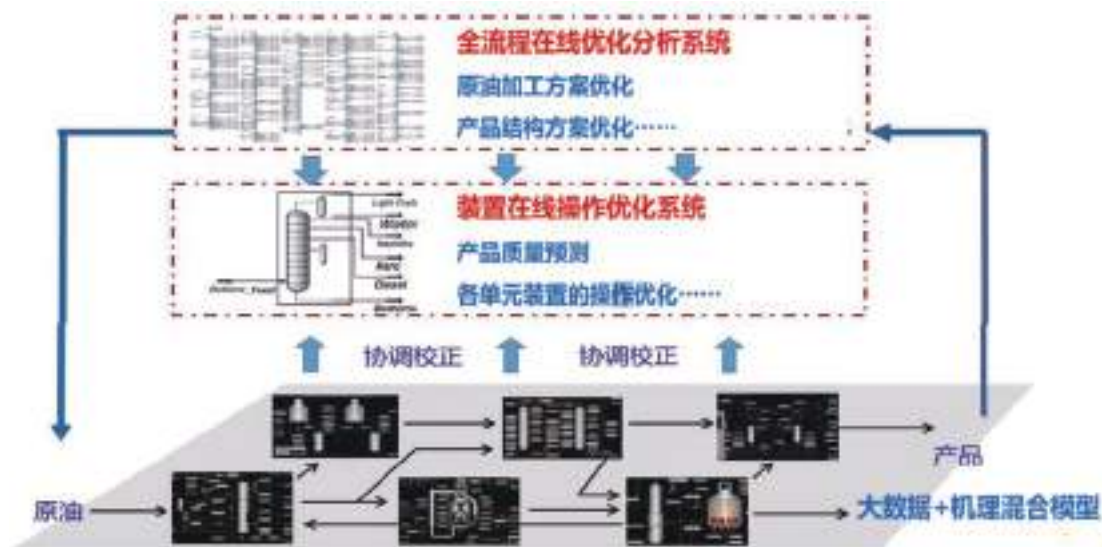 全流程在线优化分析系统
原油加工方案优化
产品结构方案优化……
装置在线操作优化系统
产品质量预测
各单元装置的操作优化……
Diesel
协调校正
协调校正
产品
原油
大数据+机理混合模型